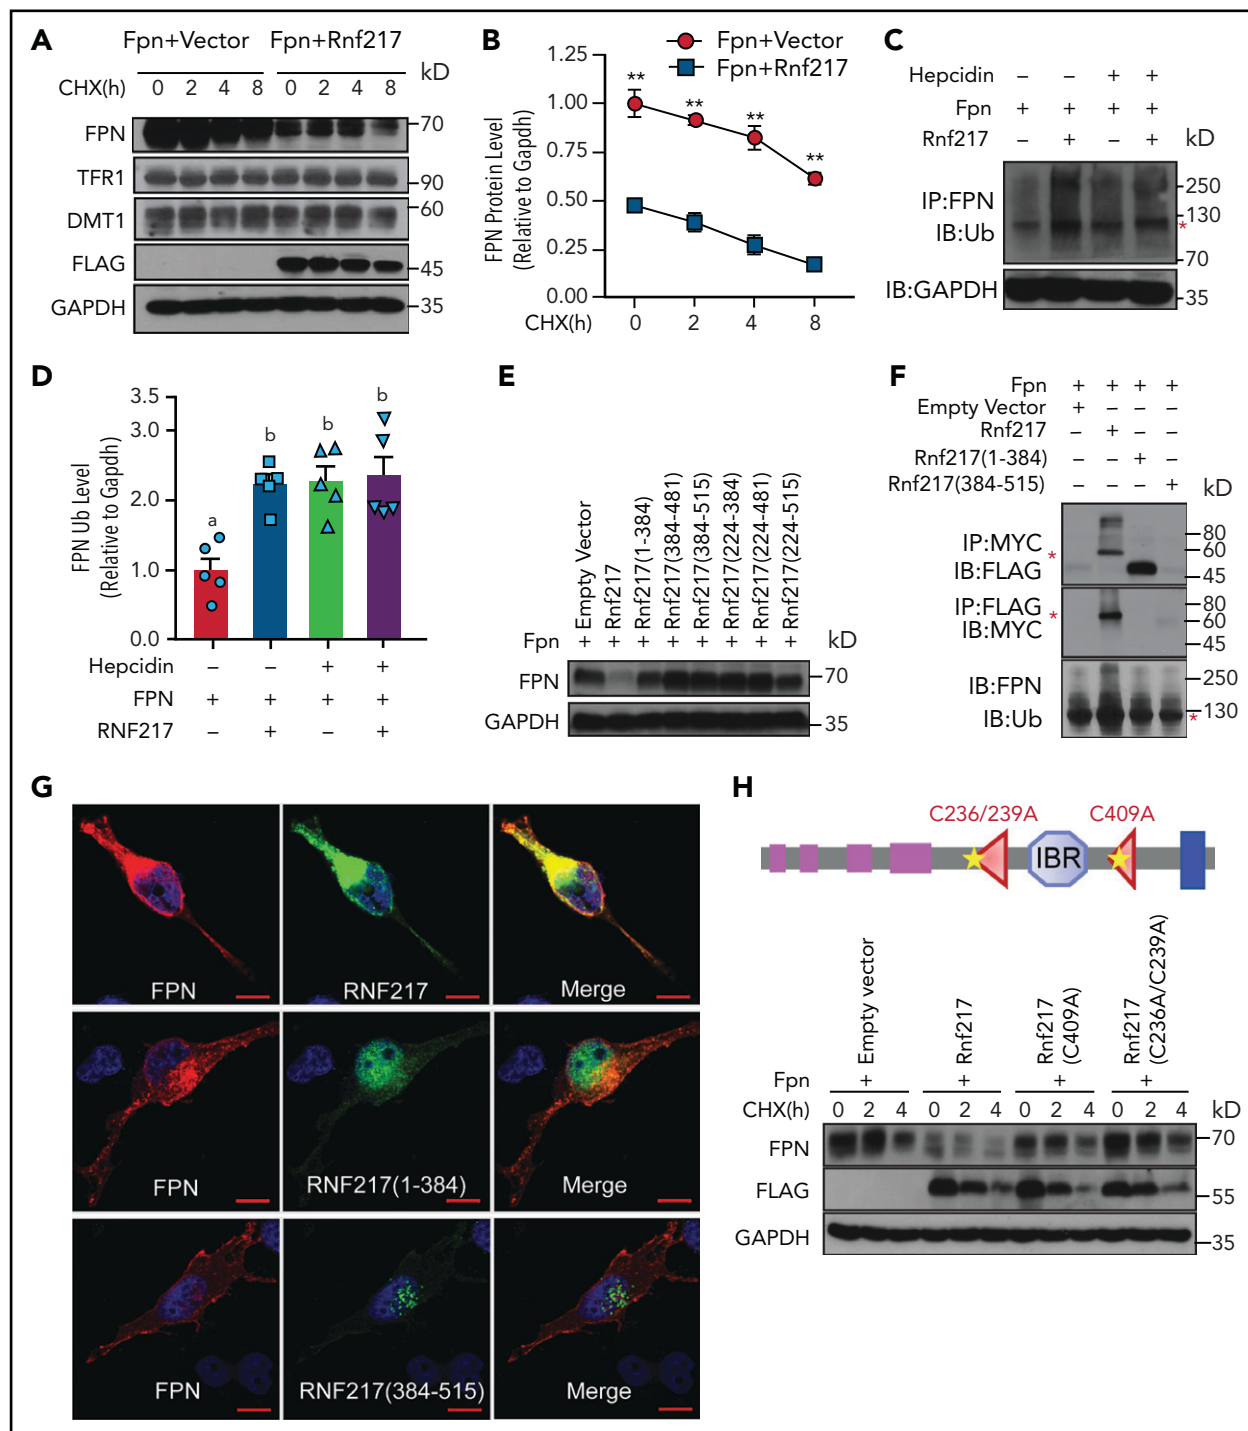 A
Fpn+Vector Fpn+Rnf217
kD
CHX(h) 0 2 4 8 0 2 4 8
FPN 70
TFR1 90
DMT1 60
FLAG 45
GAPDH 35
B
Fpn+Vector
Fpn+Rnf217
FPN Protein Level
(Relative to Gapdh)
1.25
1.00
0.75
0.50
0.25
0.00
** ** ** **
CHX(h) 0 2 4 8
C
Hepcidin – – + +
Fpn + + + +
Rnf217 – + – + kD
IP:FPN
IB:Ub
250
130
*
70
IB:GAPDH 35
D
FPN Ub Level
(Relative to Gapdh)
3.5
3.0
2.0
1.0
0.0
a b b b
Hepcidin – – + +
FPN + + + +
RNF217 – + – +
E
Empty Vector
Rnf217
Rnf217(1-384)
Rnf217(384-481)
Rnf217(384-515)
Rnf217(224-384)
Rnf217(224-481)
Rnf217(224-515)
Fpn + + + + + + + + kD
FPN 70
GAPDH 35
F
Fpn + + + +
Empty Vector + – – –
Rnf217 – + – –
Rnf217(1-384) – – + –
Rnf217(384-515) – – – + kD
IP:MYC
*
IB:FLAG
80
60
45
IP:FLAG
*
IB:MYC
80
60
45
IB:FPN
IB:Ub
250
130
*
G
FPN RNF217 Merge
FPN RNF217(1-384) Merge
FPN RNF217(384-515) Merge
H
C236/239A C409A
IBR
Empty vector
Rnf217
Rnf217
(C409A)
Rnf217
(C236A/C239A)
Fpn + + + +
CHX(h) 0 2 4 0 2 4 0 2 4 0 2 4 kD
FPN 70
FLAG 55
GAPDH 35